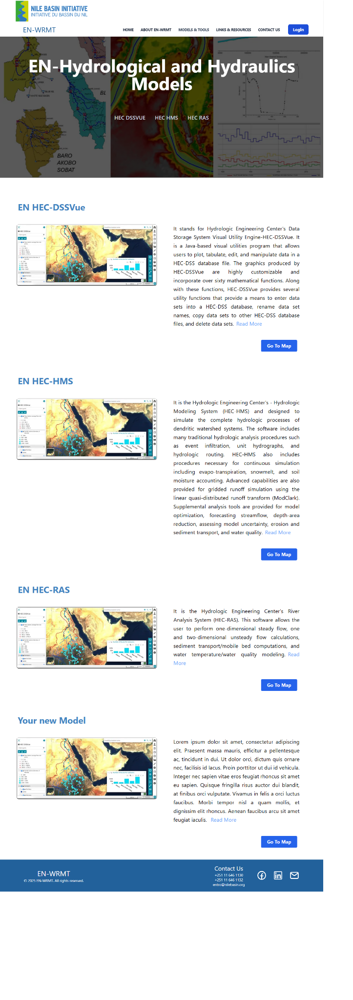 NILE BASIN INITIATIVE
INITIATIVE DU BASSIN DU NIL
EN-WRMT
HOME ABOUT EN-WRMT MODELS & TOOLS LINKS & RESOURCES CONTACT US Login
EN-Hydrological and Hydraulics
Models
HEC DSSVUE HEC HMS HEC RAS
BARO
AKOBO
SOBAT
EN HEC-DSSVue
HEC-DSSVue
It stands for Hydrologic Engineering Center's Data
Storage System Visual Utility Engine-HEC-DSSVue. It
is a Java-based visual utilities program that allows
users to plot, tabulate, edit, and manipulate data in a
HEC-DSS database file. The graphics produced by
HEC-DSSVue are highly customizable and
incorporate over sixty mathematical functions. Along
with these functions, HEC-DSSVue provides several
utility functions that provide a means to enter data
sets into a HEC-DSS database, rename data set
names, copy data sets to other HEC-DSS database
files, and delete data sets. Read More
Go To Map
EN HEC-HMS
HEC-DSSVue
It is the Hydrologic Engineering Center's - Hydrologic
Modeling System (HEC-HMS) and designed to
simulate the complete hydrologic processes of
dendritic watershed systems. The software includes
many traditional hydrologic analysis procedures such
as event infiltration, unit hydrographs, and
hydrologic routing. HEC-HMS also includes
procedures necessary for continuous simulation
including evapo-transpiration, snowmelt, and soil
moisture accounting. Advanced capabilities are also
provided for gridded runoff simulation using the
linear quasi-distributed runoff transform (ModClark).
Supplemental analysis tools are provided for model
optimization, forecasting streamflow, depth-area
reduction, assessing model uncertainty, erosion and
sediment transport, and water quality. Read More
Go To Map
EN HEC-RAS
HEC-DSSVue
It is the Hydrologic Engineering Center's River
Analysis System (HEC-RAS). This software allows the
user to perform one-dimensional steady flow, one
and two-dimensional unsteady flow calculations,
sediment transport/mobile bed computations, and
water temperature/water quality modeling. Read
More
Go To Map
Your new Model
HEC-DSSVue
Lorem ipsum dolor sit amet, consectetur adipiscing
elit. Praesent massa mauris, efficitur a pellentesque
ac, tincidunt in dui. Ut dolor orci, dictum quis ornare
nec, facilisis id lacus. Proin porttitor ut dui id vehicula.
Integer nec sapien vitae eros feugiat rhoncus sit amet
eu sapien. Quisque fringilla risus auctor dui blandit,
at finibus orci vulputate. Vivamus in felis a orci luctus
faucibus. Morbi tempor nisl a quam mollis, et
dignissim elit rhoncus. Aenean faucibus arcu sit amet
feugiat iaculis. Read More
Go To Map
EN-WRMT
© 2025 EN-WRMT. All rights reserved.
Contact Us
+251 11 646 1130
+251 11 646 1132
entro@nilebasin.org